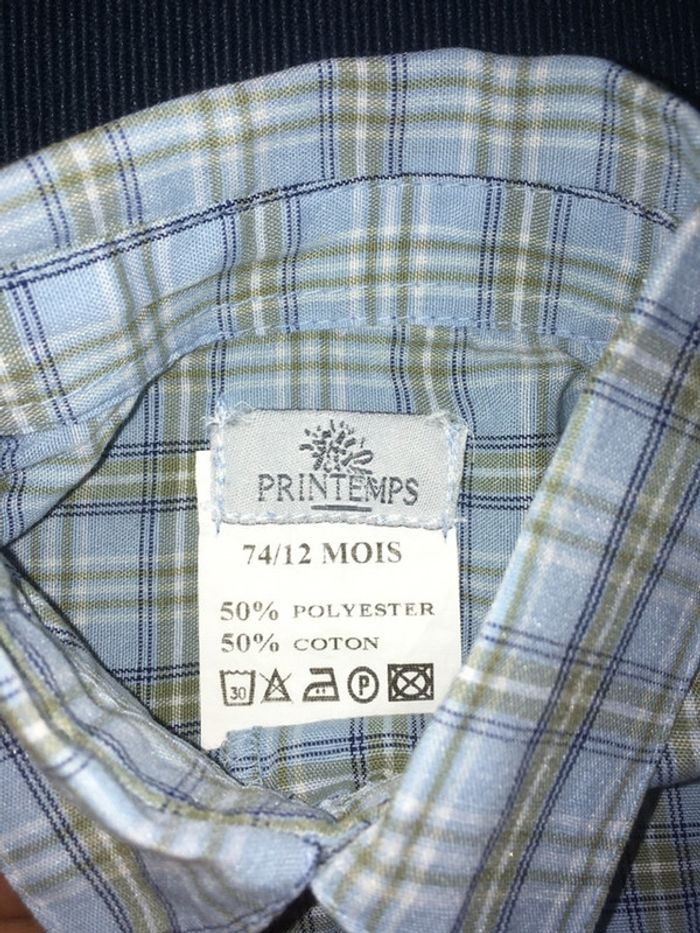 PRINTEMPS
74/12 MOIS
50% POLYESTER
50% COTON
30 P